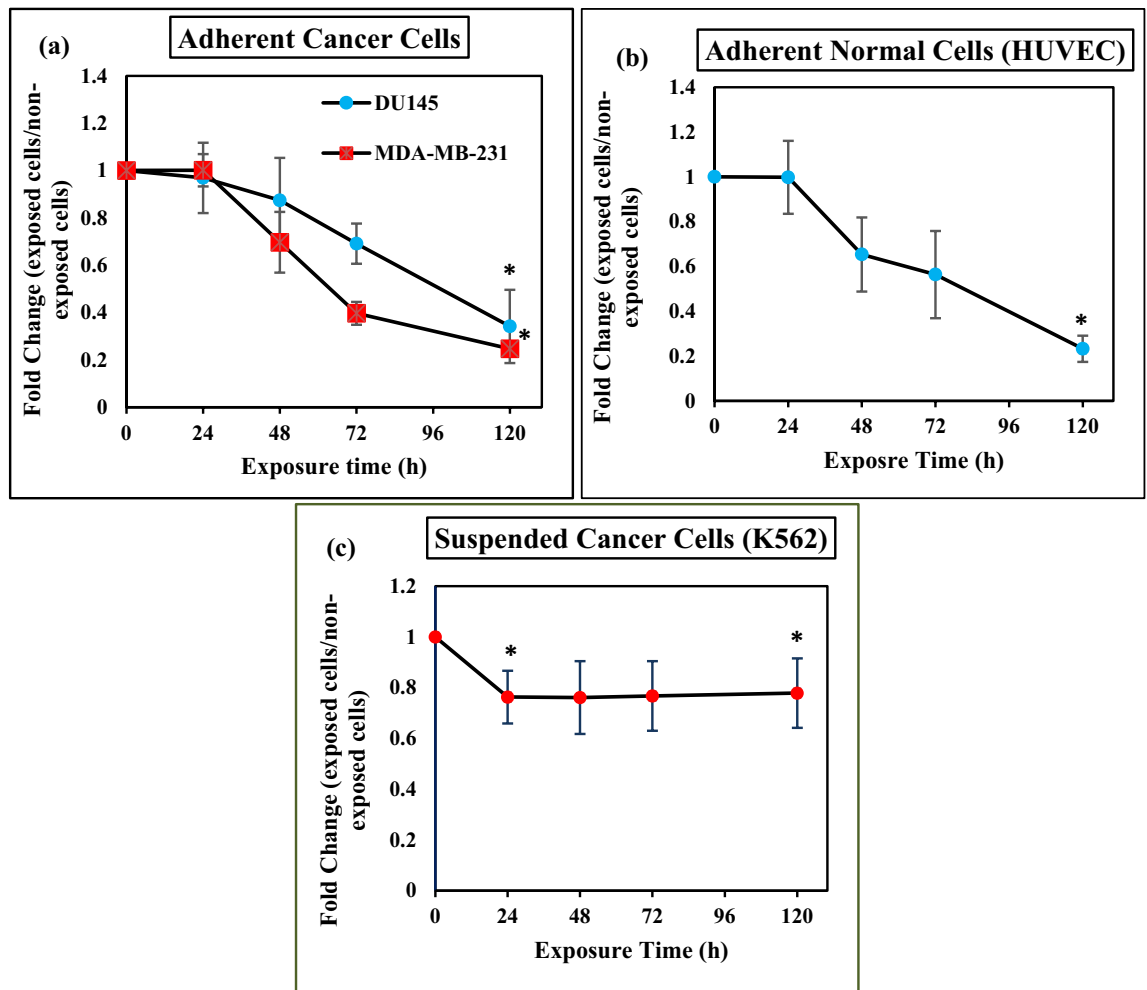 (a)
Adherent Cancer Cells
Fold Change (exposed cells/non-
exposed cells)
1.4
1.2
1
0.8
0.6
0.4
0.2
0
DU145
MDA-MB-231
*
*
0 24 48 72 96 120
Exposure time (h)
(b)
Adherent Normal Cells (HUVEC)
Fold Change (exposed cells/non-
exposed cells)
1.4
1.2
1
0.8
0.6
0.4
0.2
0
*
0 24 48 72 96 120
Exposre Time (h)
(c)
Suspended Cancer Cells (K562)
Fold Change (exposed cells/non-
exposed cells)
1.2
1
0.8
0.6
0.4
0.2
0
* *
0 24 48 72 96 120
Exposure Time (h)